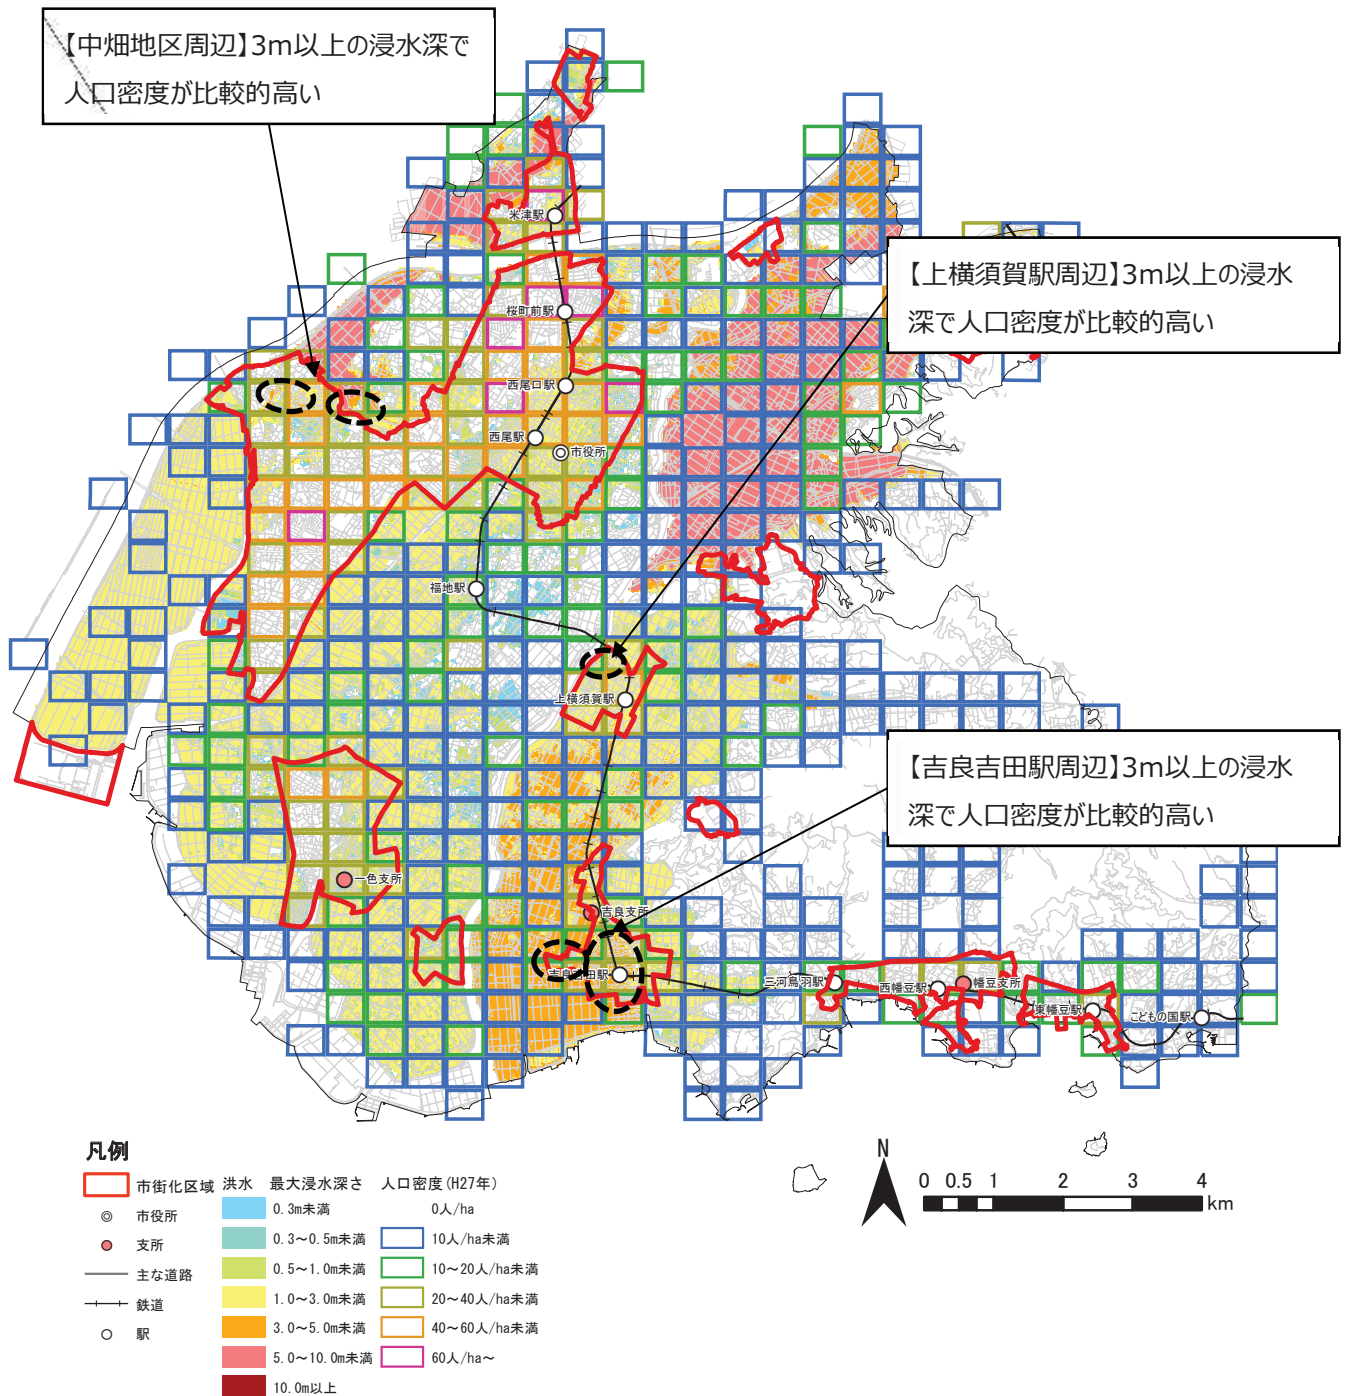 【中畑地区周辺】3m以上の浸水深で
人口密度が比較的高い
米津駅
【上横須賀駅周辺】3m以上の浸水
深で人口密度が比較的高い
桜町前駅
西尾口駅
西尾駅
市役所
福地駅
上横須賀駅
【吉良吉田駅周辺】3m以上の浸水
深で人口密度が比較的高い
一色支所
吉良支所
吉良吉田駅
三河鳥羽駅
西幡豆駅
幡豆支所
東幡豆駅
こどもの国駅
凡例
市街化区域
市役所
支所
主な道路
鉄道
駅
洪水 最大浸水深さ
0.3m未満
0.3～0.5m未満
0.5～1.0m未満
1.0～3.0m未満
3.0～5.0m未満
5.0～10.0m未満
10.0m以上
人口密度(H27年)
0人/ha
10人/ha未満
10～20人/ha未満
20～40人/ha未満
40～60人/ha未満
60人/ha～
N
0 0.5 1 2 3 4
km